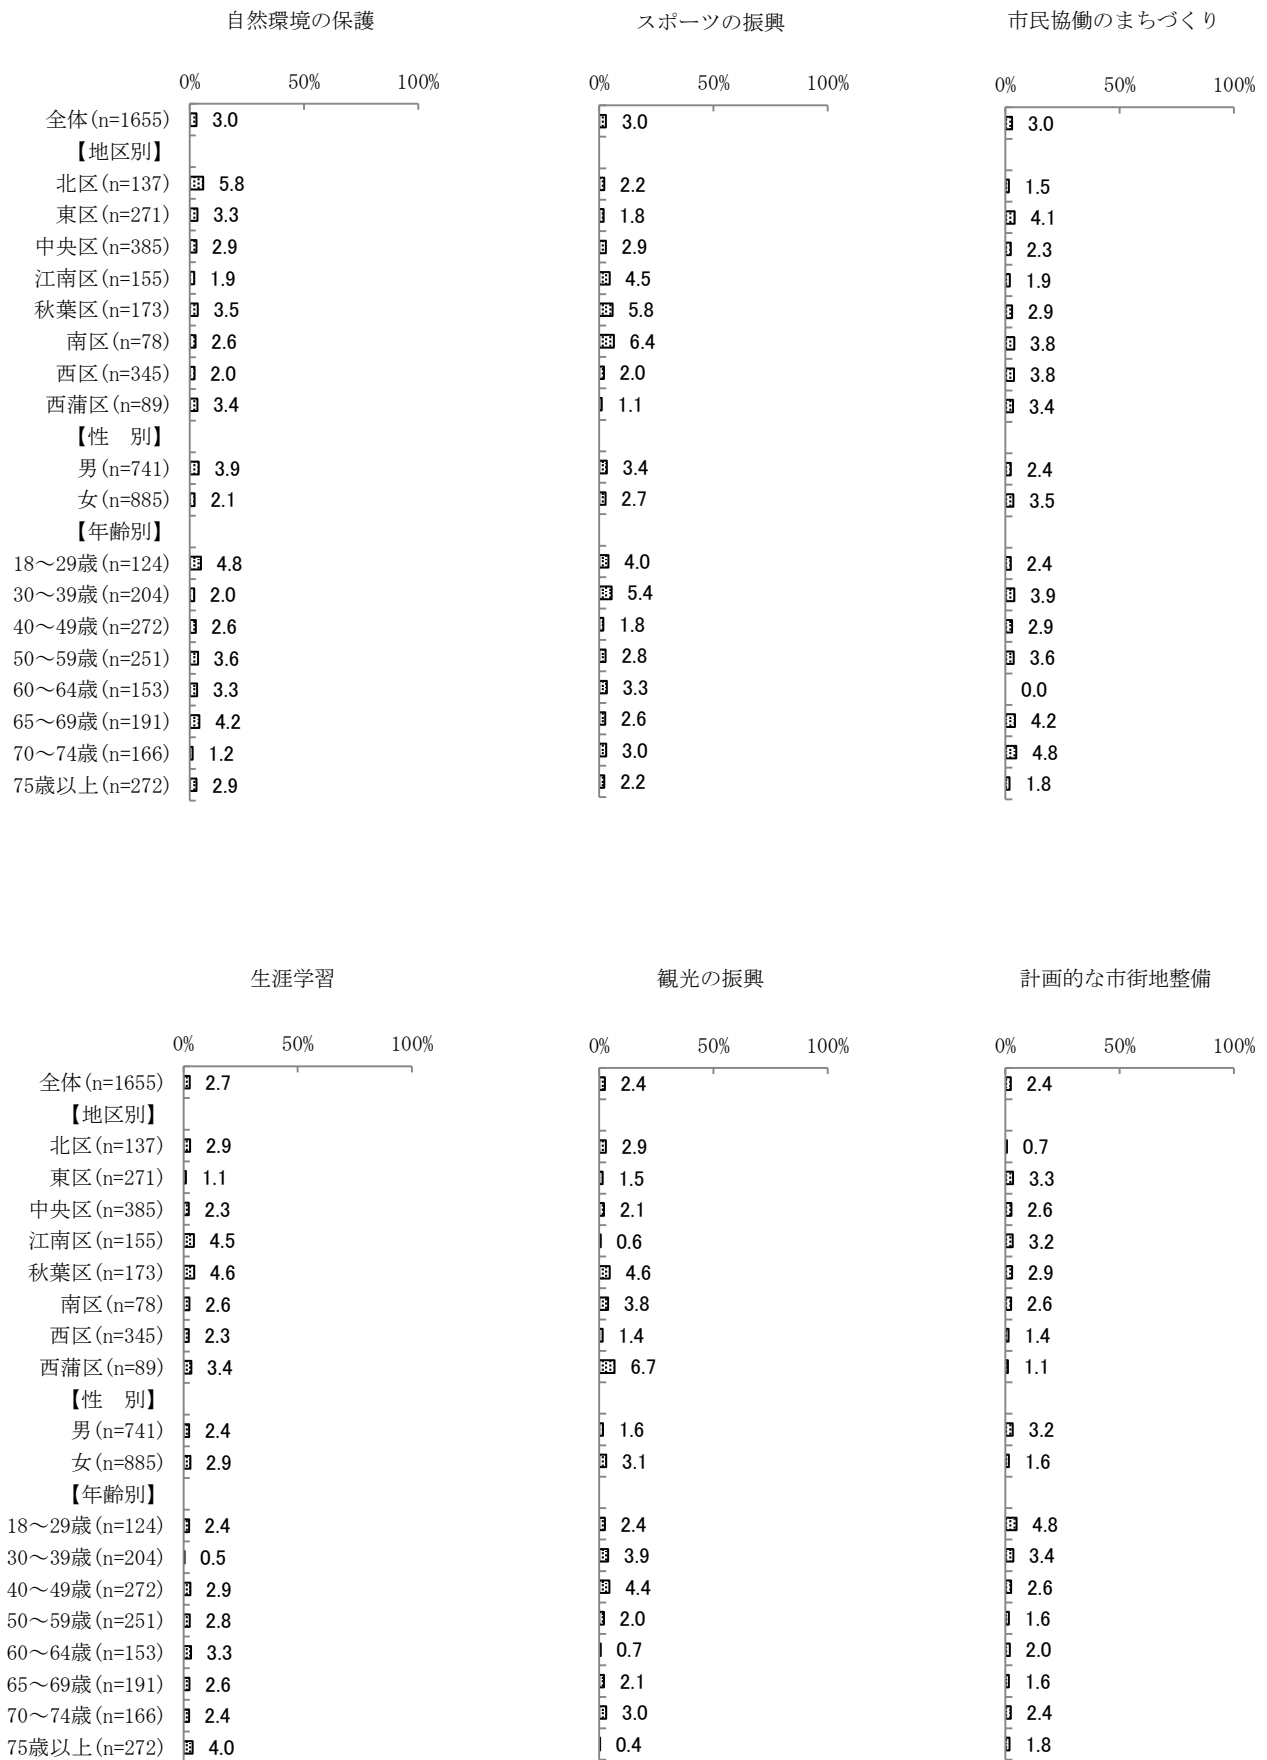 自然環境の保護 スポーツの振興 市民協働のまちづくり
0% 50% 100% 0% 50% 100% 0% 50% 100%
全体(n=1655) 3.0 3.0 3.0
【地区別】
北区(n=137) 5.8 2.2 1.5
東区(n=271) 3.3 1.8 4.1
中央区(n=385) 2.9 2.9 2.3
江南区(n=155) 1.9 4.5 1.9
秋葉区(n=173) 3.5 5.8 2.9
南区(n=78) 2.6 6.4 3.8
西区(n=345) 2.0 2.0 3.8
西蒲区(n=89) 3.4 1.1 3.4
【性　別】
男(n=741) 3.9 3.4 2.4
女(n=885) 2.1 2.7 3.5
【年齢別】
18～29歳(n=124) 4.8 4.0 2.4
30～39歳(n=204) 2.0 5.4 3.9
40～49歳(n=272) 2.6 1.8 2.9
50～59歳(n=251) 3.6 2.8 3.6
60～64歳(n=153) 3.3 3.3 0.0
65～69歳(n=191) 4.2 2.6 4.2
70～74歳(n=166) 1.2 3.0 4.8
75歳以上(n=272) 2.9 2.2 1.8
生涯学習 観光の振興 計画的な市街地整備
0% 50% 100% 0% 50% 100% 0% 50% 100%
全体(n=1655) 2.7 2.4 2.4
【地区別】
北区(n=137) 2.9 2.9 0.7
東区(n=271) 1.1 1.5 3.3
中央区(n=385) 2.3 2.1 2.6
江南区(n=155) 4.5 0.6 3.2
秋葉区(n=173) 4.6 4.6 2.9
南区(n=78) 2.6 3.8 2.6
西区(n=345) 2.3 1.4 1.4
西蒲区(n=89) 3.4 6.7 1.1
【性　別】
男(n=741) 2.4 1.6 3.2
女(n=885) 2.9 3.1 1.6
【年齢別】
18～29歳(n=124) 2.4 2.4 4.8
30～39歳(n=204) 0.5 3.9 3.4
40～49歳(n=272) 2.9 4.4 2.6
50～59歳(n=251) 2.8 2.0 1.6
60～64歳(n=153) 3.3 0.7 2.0
65～69歳(n=191) 2.6 2.1 1.6
70～74歳(n=166) 2.4 3.0 2.4
75歳以上(n=272) 4.0 0.4 1.8